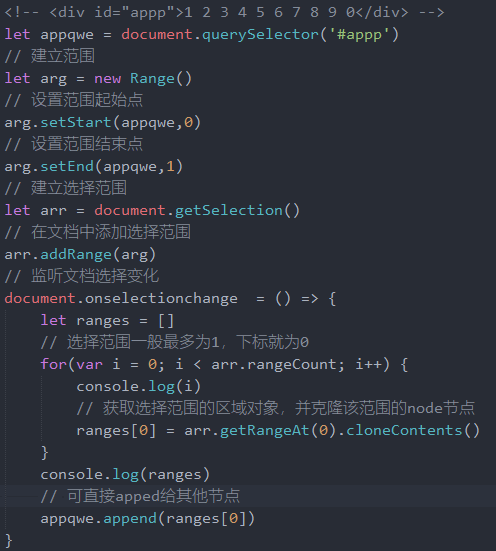 <!-- <div id="appp">1 2 3 4 5 6 7 8 9 0</div> -->
let appqwe = document.querySelector('#appp')
// 建立范围
let arg = new Range()
// 设置范围起始点
arg.setStart(appqwe,0)
// 设置范围结束点
arg.setEnd(appqwe,1)
// 建立选择范围
let arr = document.getSelection()
// 在文档中添加选择范围
arr.addRange(arg)
// 监听文档选择变化
document.onselectionchange  = () => {
    let ranges = []
    // 选择范围一般最多为1，下标就为0
    for(var i = 0; i < arr.rangeCount; i++) {
        console.log(i)
        // 获取选择范围的区域对象，并克隆该范围的node节点
        ranges[0] = arr.getRangeAt(0).cloneContents()
    }
    console.log(ranges)
    // 可直接apped给其他节点
    appqwe.append(ranges[0])
}